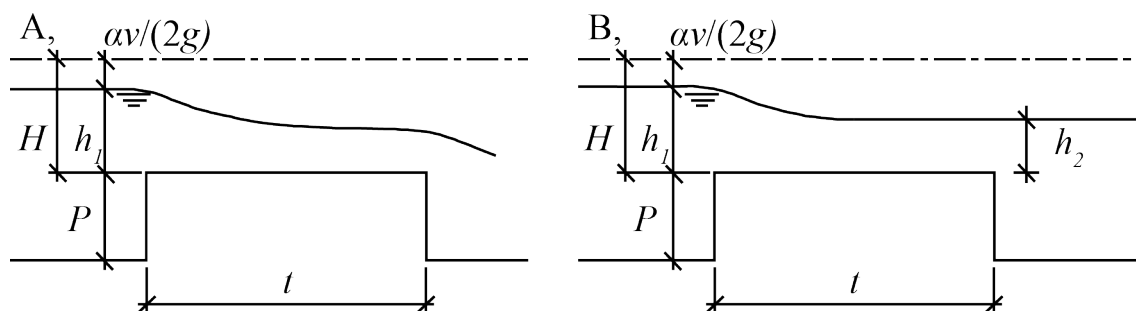 A, αv/(2g)
H h₁
P
t
B, αv/(2g)
H h₁ h₂
P
t